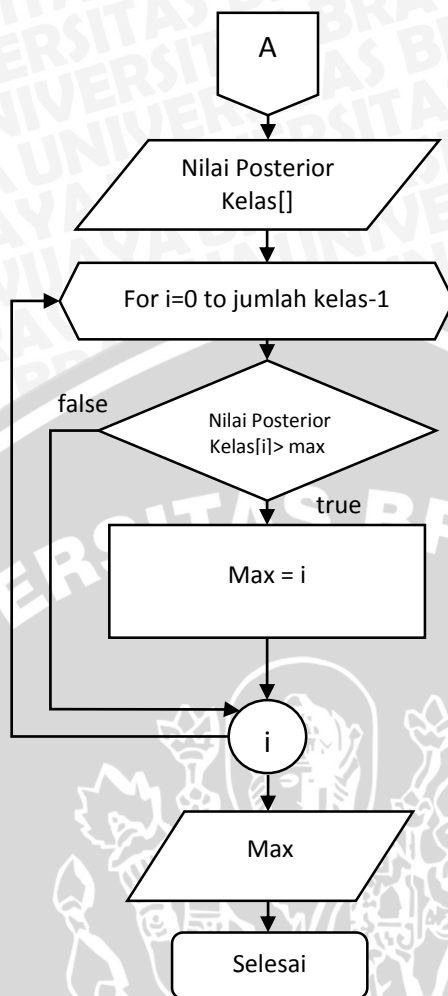 A
Nilai Posterior
Kelas[]
For i=0 to jumlah kelas-1
false
Nilai Posterior
Kelas[i]> max
true
Max = i
i
Max
Selesai